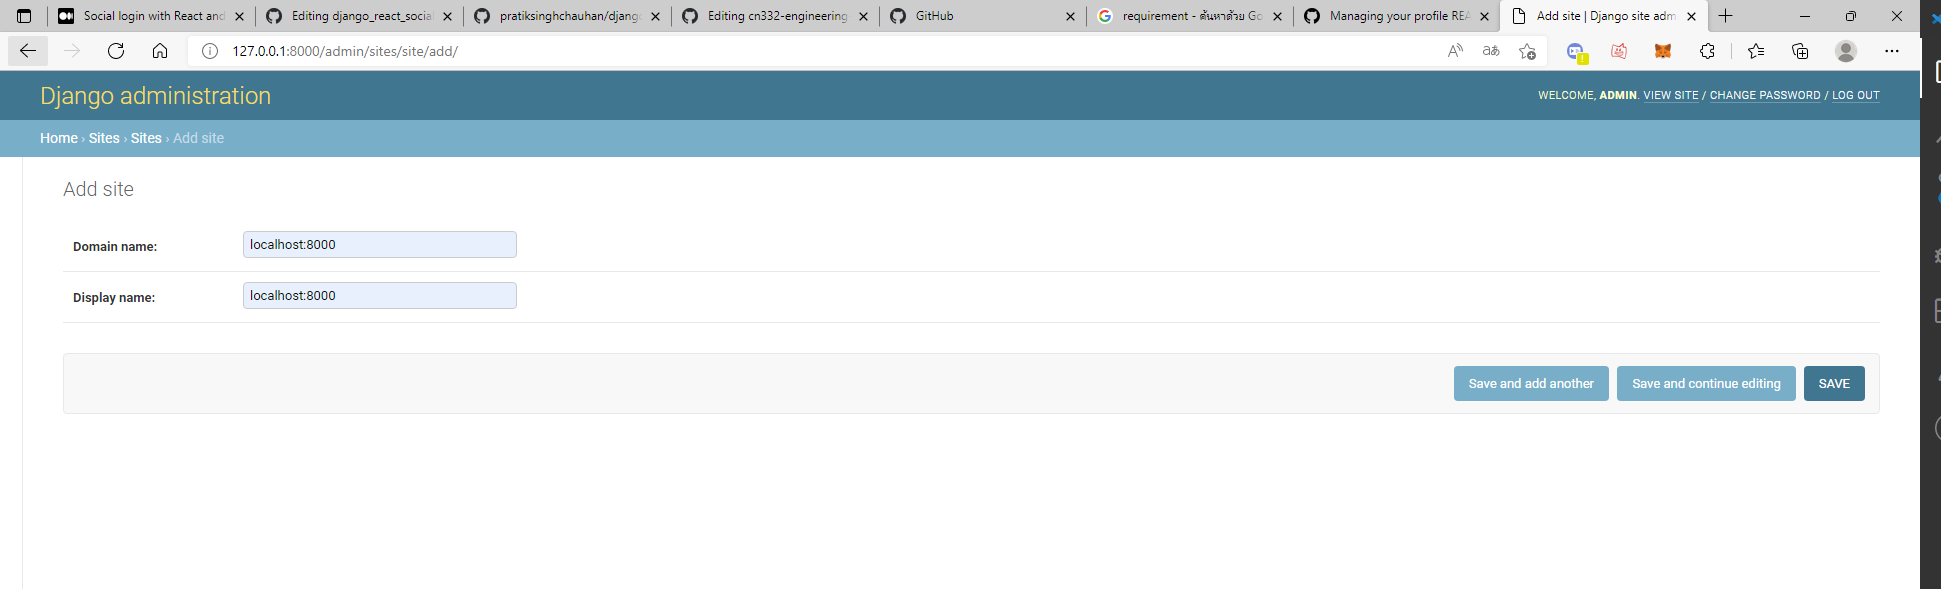 Social login with React and
Editing django_react_socia
pratiksinghchauhan/djang
Editing cn332-engineering
GitHub
requirement - ค้นหาด้วย Go
Managing your profile REA
Add site | Django site adm
127.0.0.1:8000/admin/sites/site/add/
Django administration
WELCOME, ADMIN. VIEW SITE / CHANGE PASSWORD / LOG OUT
Home › Sites › Sites › Add site
Add site
Domain name: localhost:8000
Display name: localhost:8000
Save and add another
Save and continue editing
SAVE